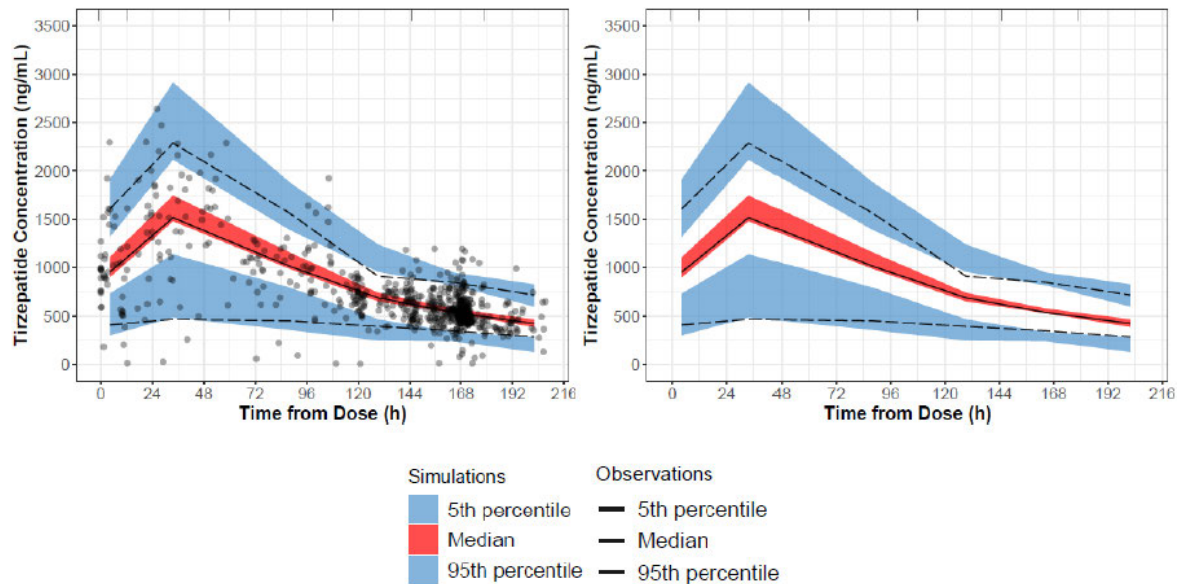 Tirzepatide Concentration (ng/mL)
3500
3000
2500
2000
1500
1000
500
0
0 24 48 72 96 120 144 168 192 216
Time from Dose (h)
Tirzepatide Concentration (ng/mL)
3500
3000
2500
2000
1500
1000
500
0
0 24 48 72 96 120 144 168 192 216
Time from Dose (h)
Simulations Observations
5th percentile 5th percentile
Median Median
95th percentile 95th percentile